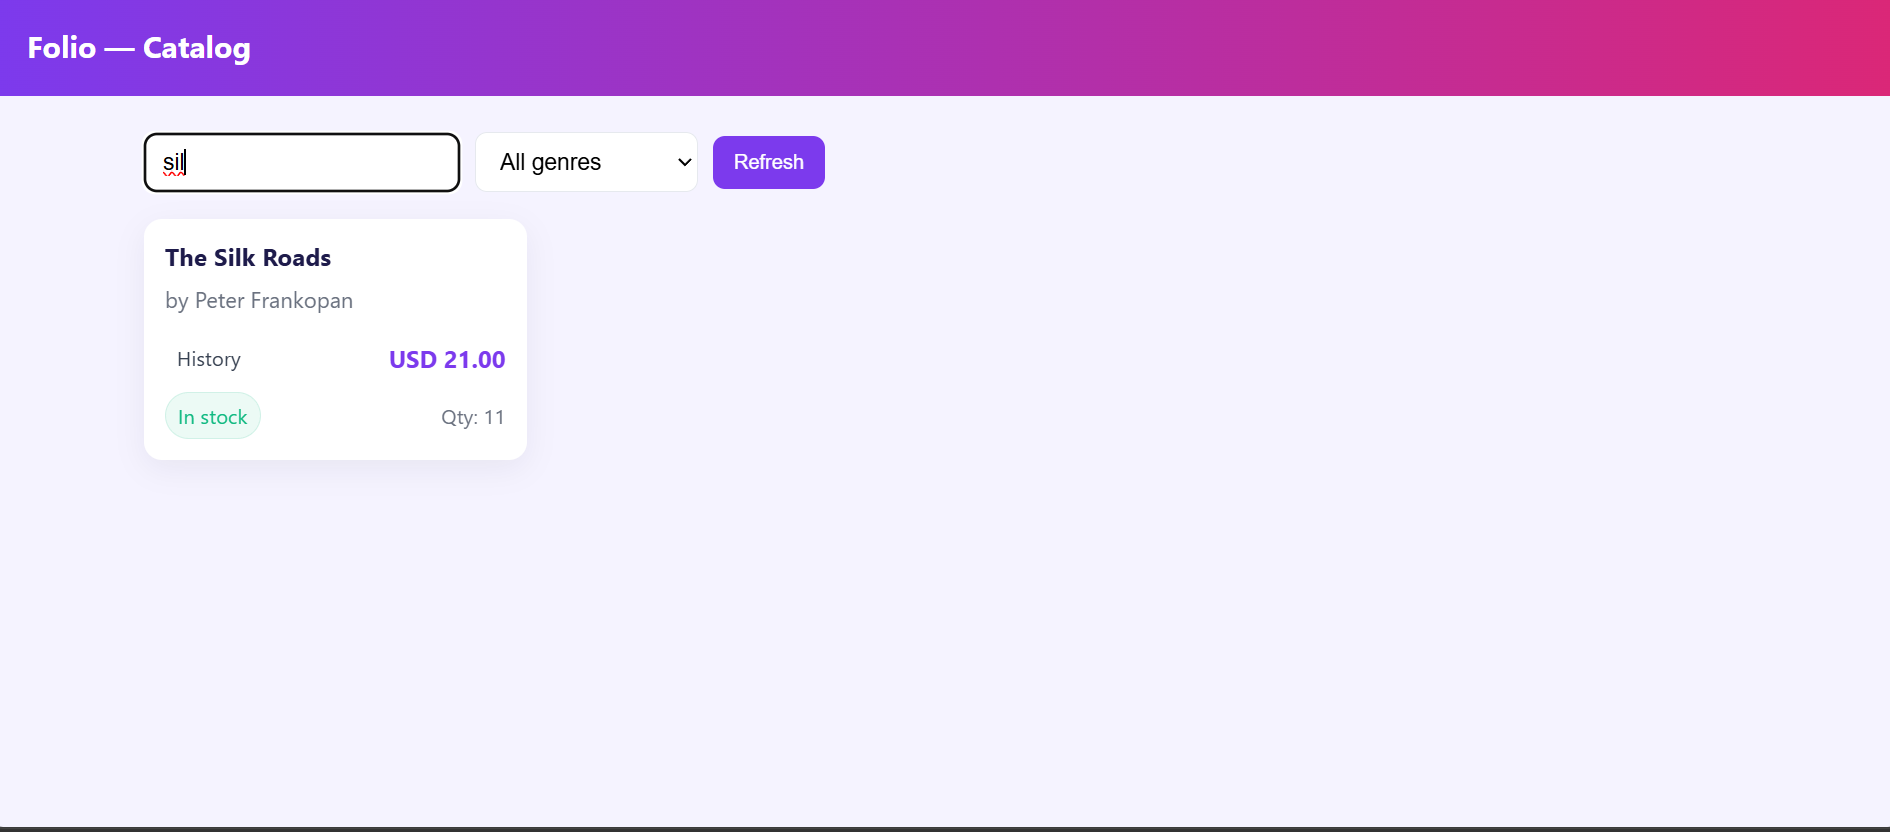 Folio — Catalog
sil
All genres
Refresh
The Silk Roads
by Peter Frankopan
History
USD 21.00
In stock
Qty: 11